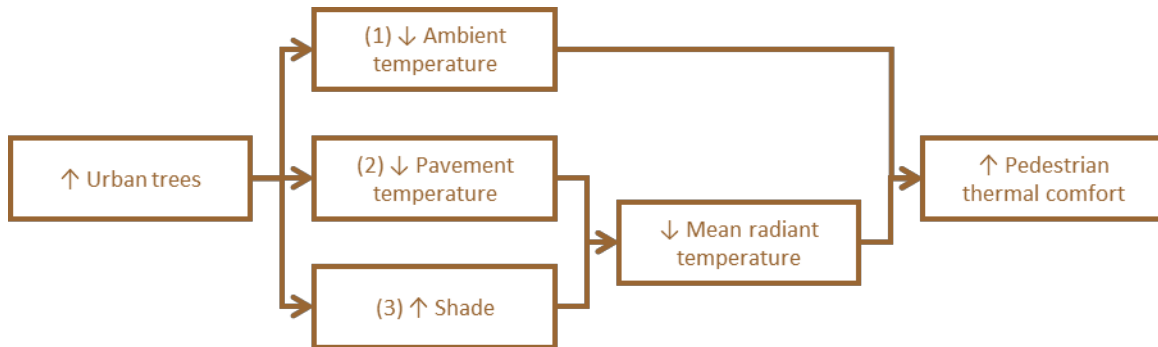 (1) ↓ Ambient
temperature
↑ Urban trees
(2) ↓ Pavement
temperature
(3) ↑ Shade
↓ Mean radiant
temperature
↑ Pedestrian
thermal comfort